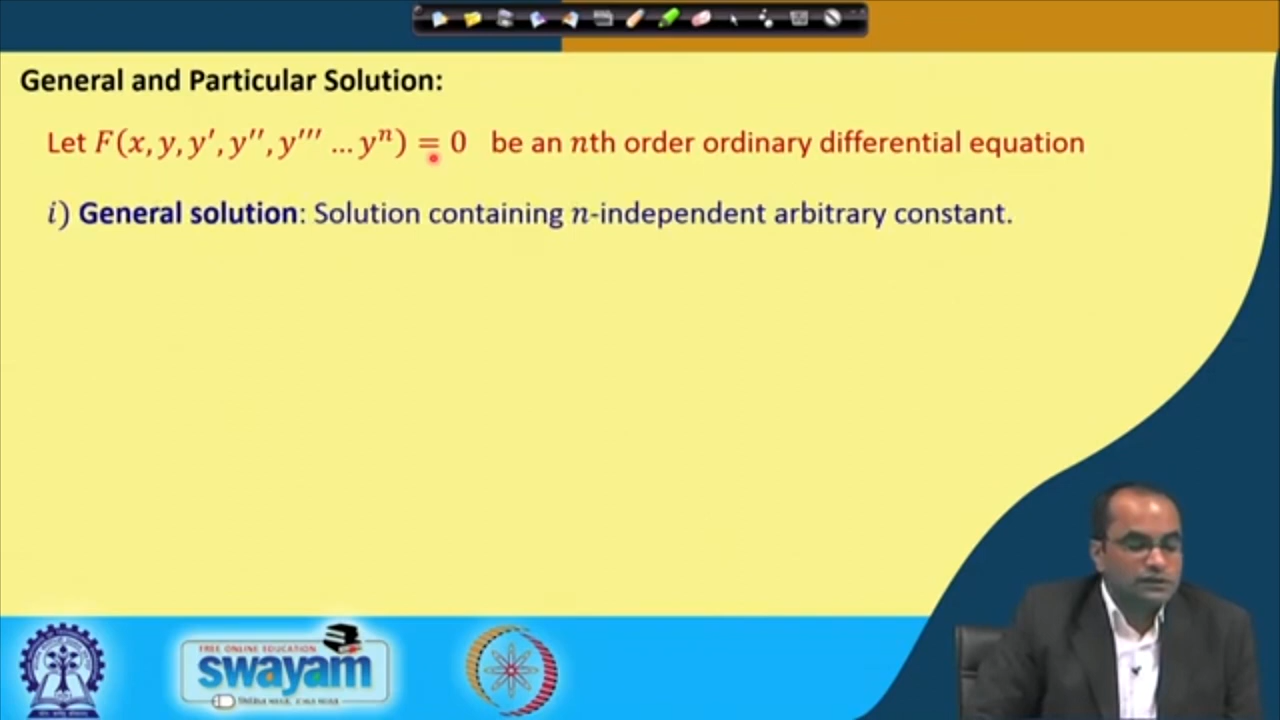 General and Particular Solution:
Let F(x, y, y′, y′′, y′′′ … yⁿ) = 0 be an nth order ordinary differential equation
i) General solution: Solution containing n-independent arbitrary constant.
FREE ONLINE EDUCATION
swayam